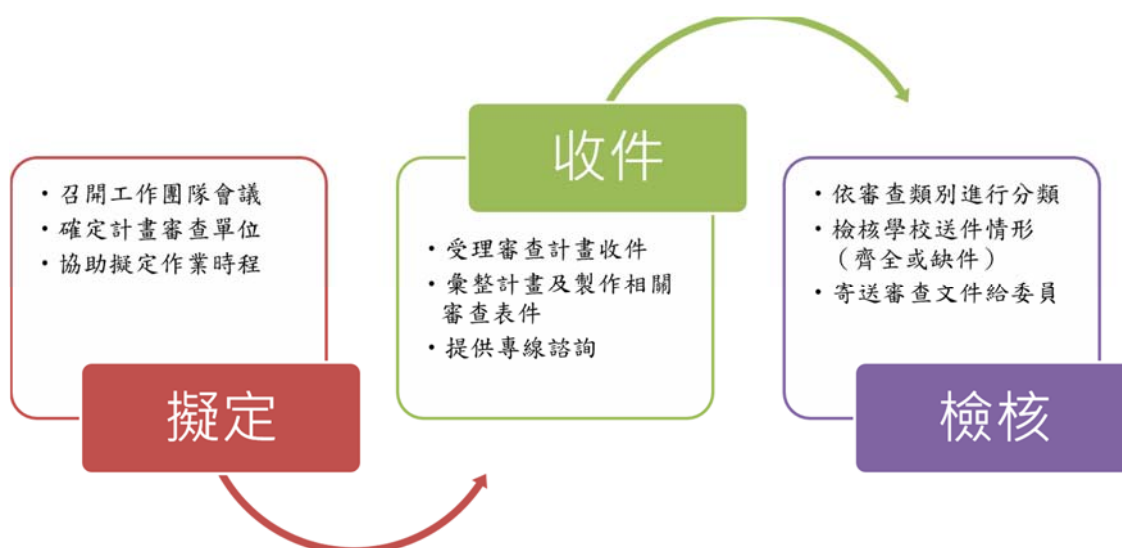 • 召開工作團隊會議
• 確定計畫審查單位
• 協助擬定作業時程
擬定
收件
• 受理審查計畫收件
• 彙整計畫及製作相關
審查表件
• 提供專線諮詢
• 依審查類別進行分類
• 檢核學校送件情形
（齊全或缺件）
• 寄送審查文件給委員
檢核